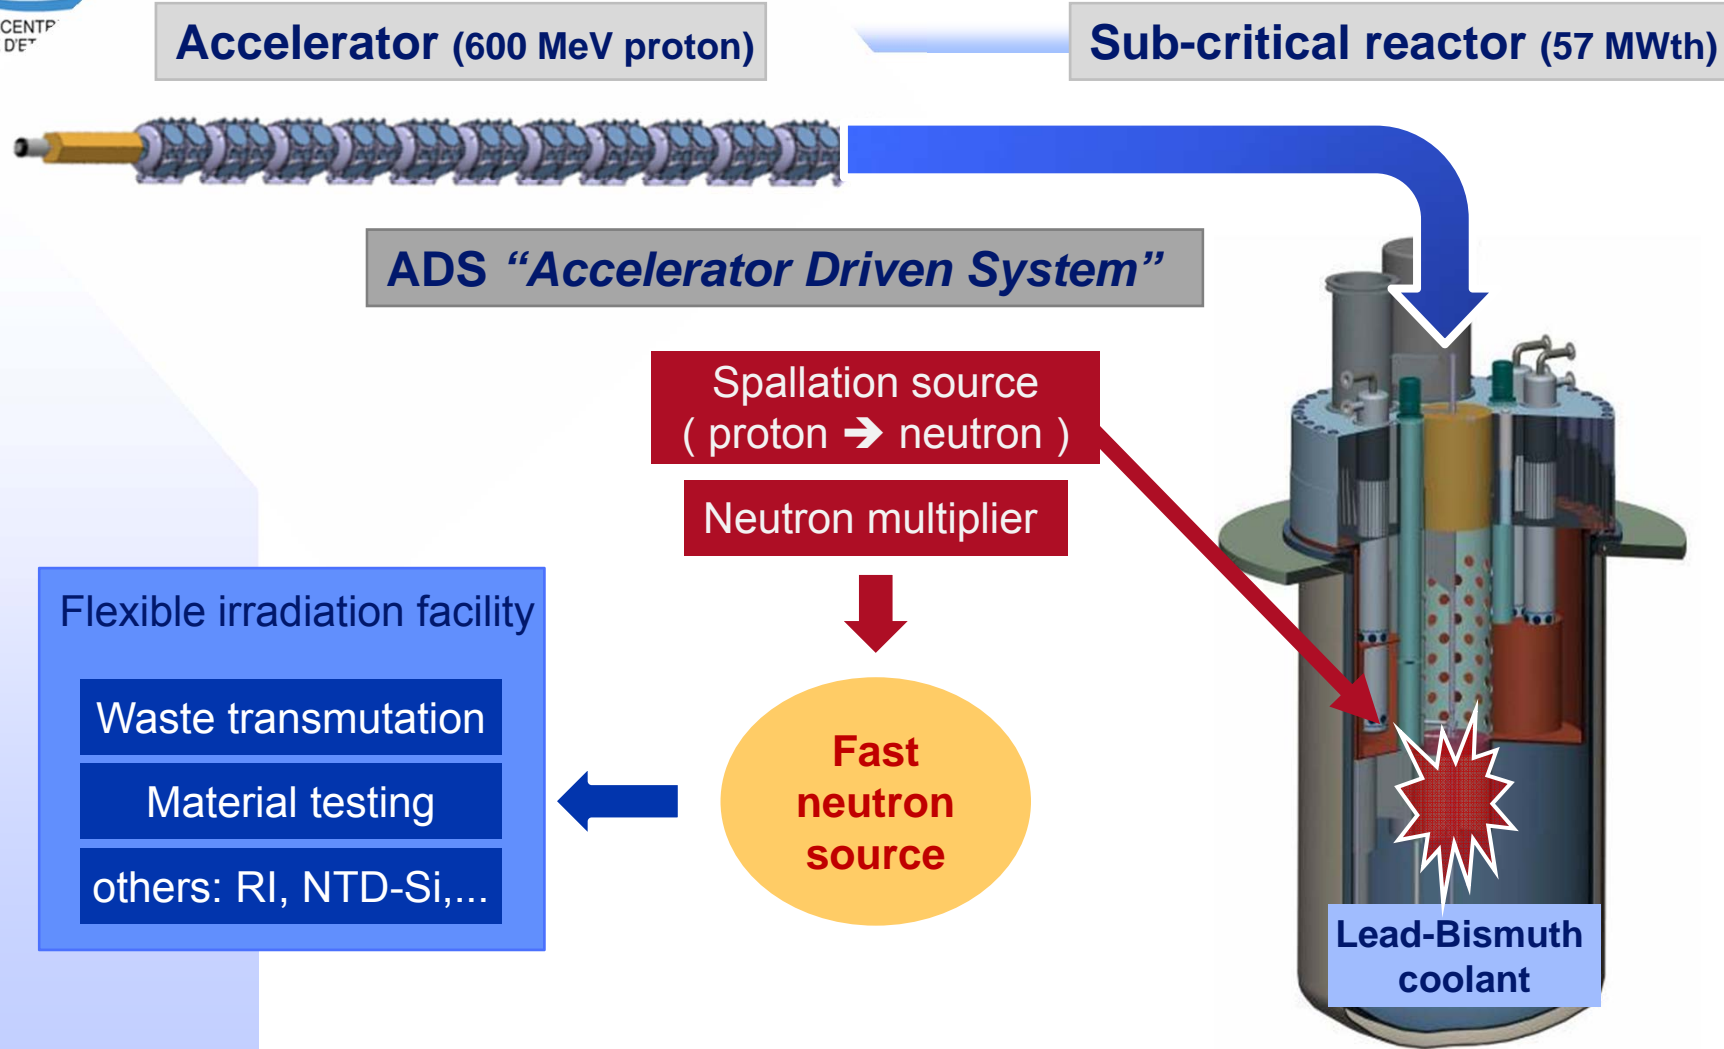 Accelerator (600 MeV proton)
Sub-critical reactor (57 MWth)
ADS “Accelerator Driven System”
Spallation source
( proton ➔ neutron )
Neutron multiplier
Flexible irradiation facility
Waste transmutation
Material testing
others: RI, NTD-Si,...
Fast
neutron
source
Lead-Bismuth
coolant